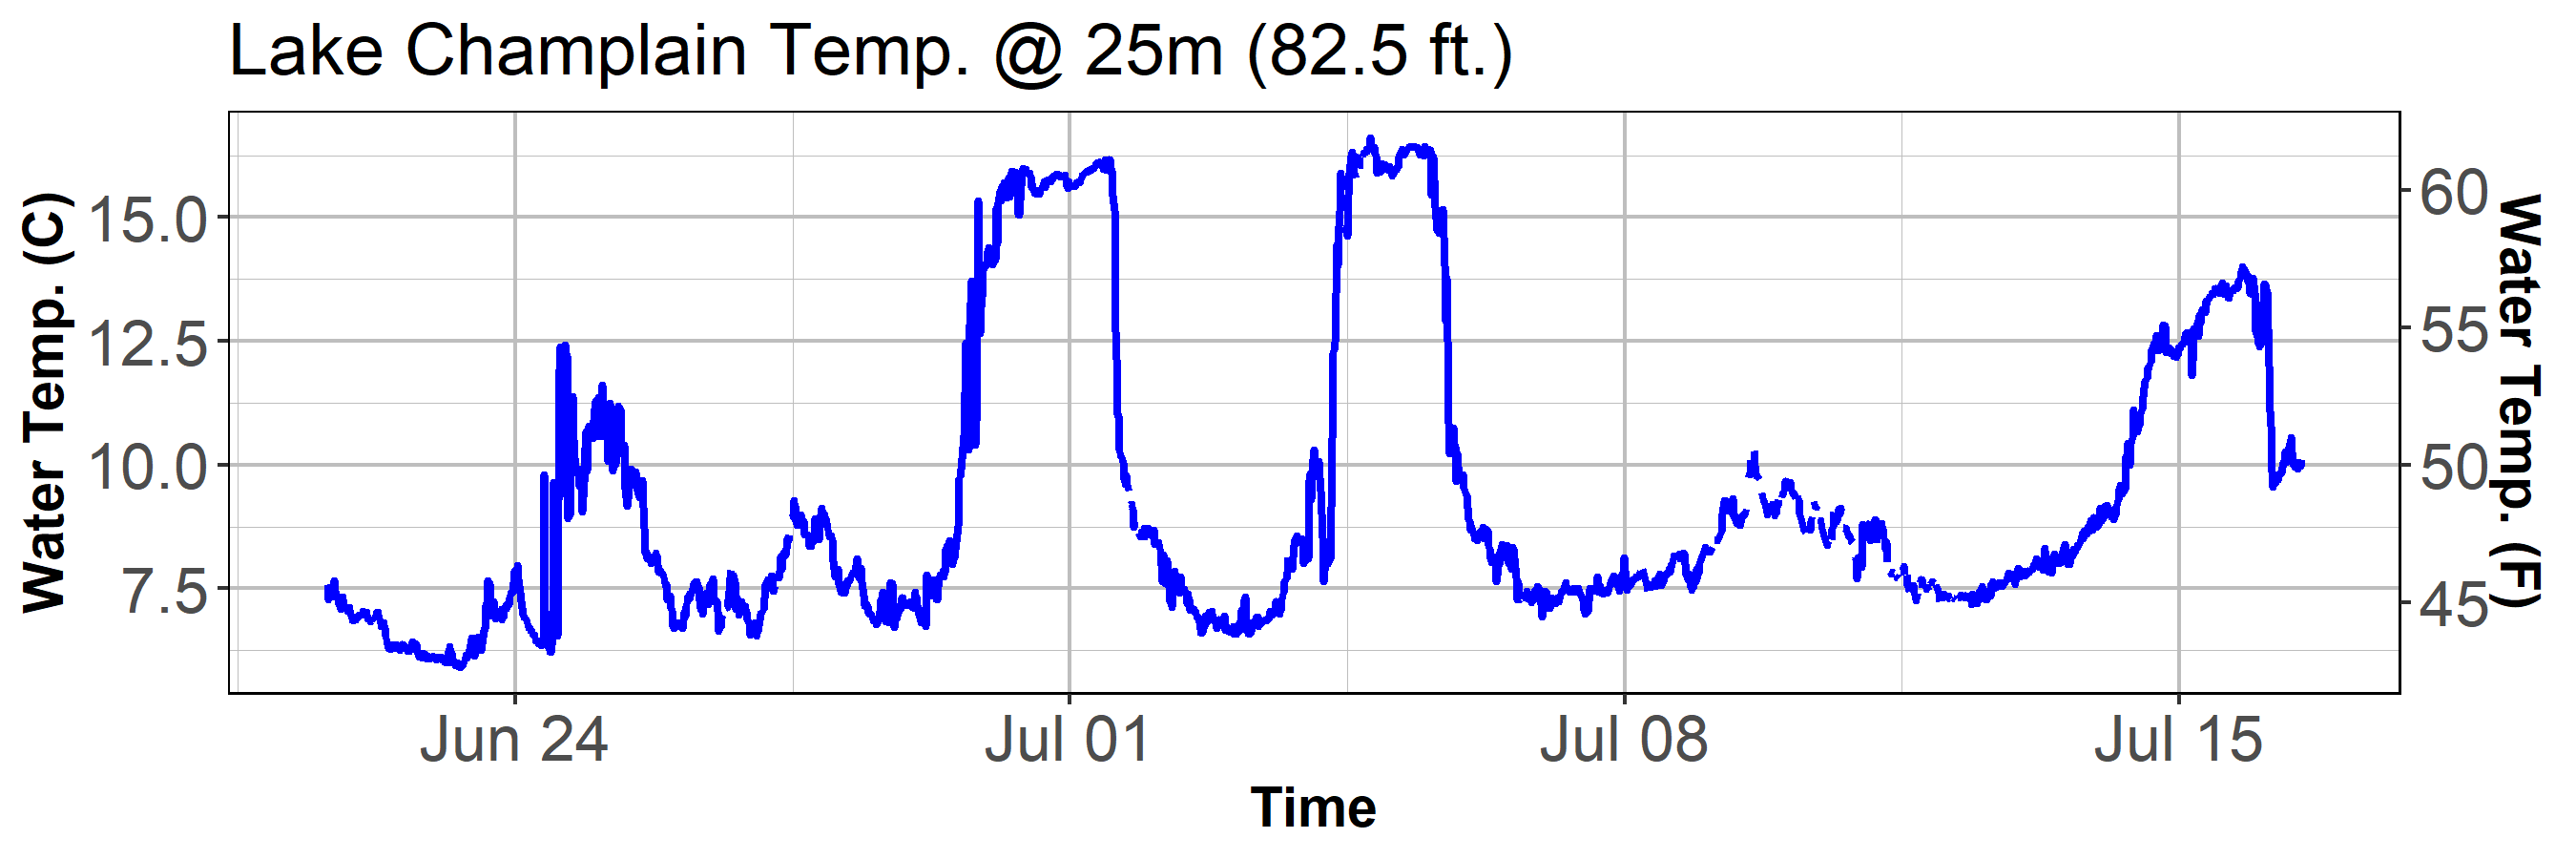 Lake Champlain Temp. @ 25m (82.5 ft.)
Water Temp. (C)
15.0
12.5
10.0
7.5
60
55
50
45
Water Temp. (F)
Jun 24
Jul 01
Jul 08
Jul 15
Time